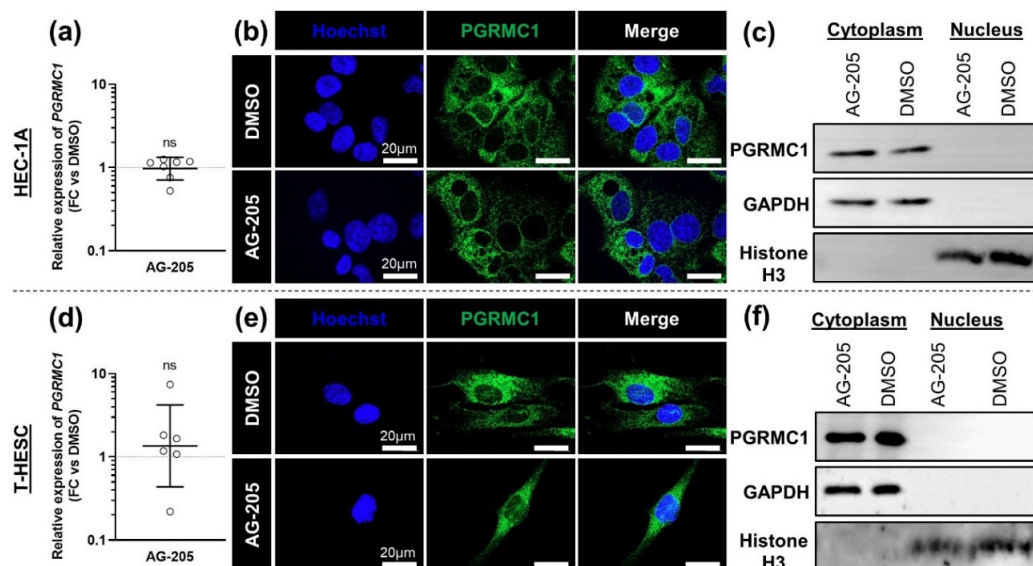 (a)
HEC-1A
Relative expression of PGRMC1
(FC vs DMSO)
10
1
0.1
ns
AG-205
(b)
Hoechst PGRMC1 Merge
DMSO
20µm
AG-205
20µm
(c)
Cytoplasm Nucleus
AG-205 DMSO AG-205 DMSO
PGRMC1
GAPDH
Histone
H3
(d)
T-HESC
Relative expression of PGRMC1
(FC vs DMSO)
10
1
0.1
ns
AG-205
(e)
Hoechst PGRMC1 Merge
DMSO
20µm
AG-205
20µm
(f)
Cytoplasm Nucleus
AG-205 DMSO AG-205 DMSO
PGRMC1
GAPDH
Histone
H3